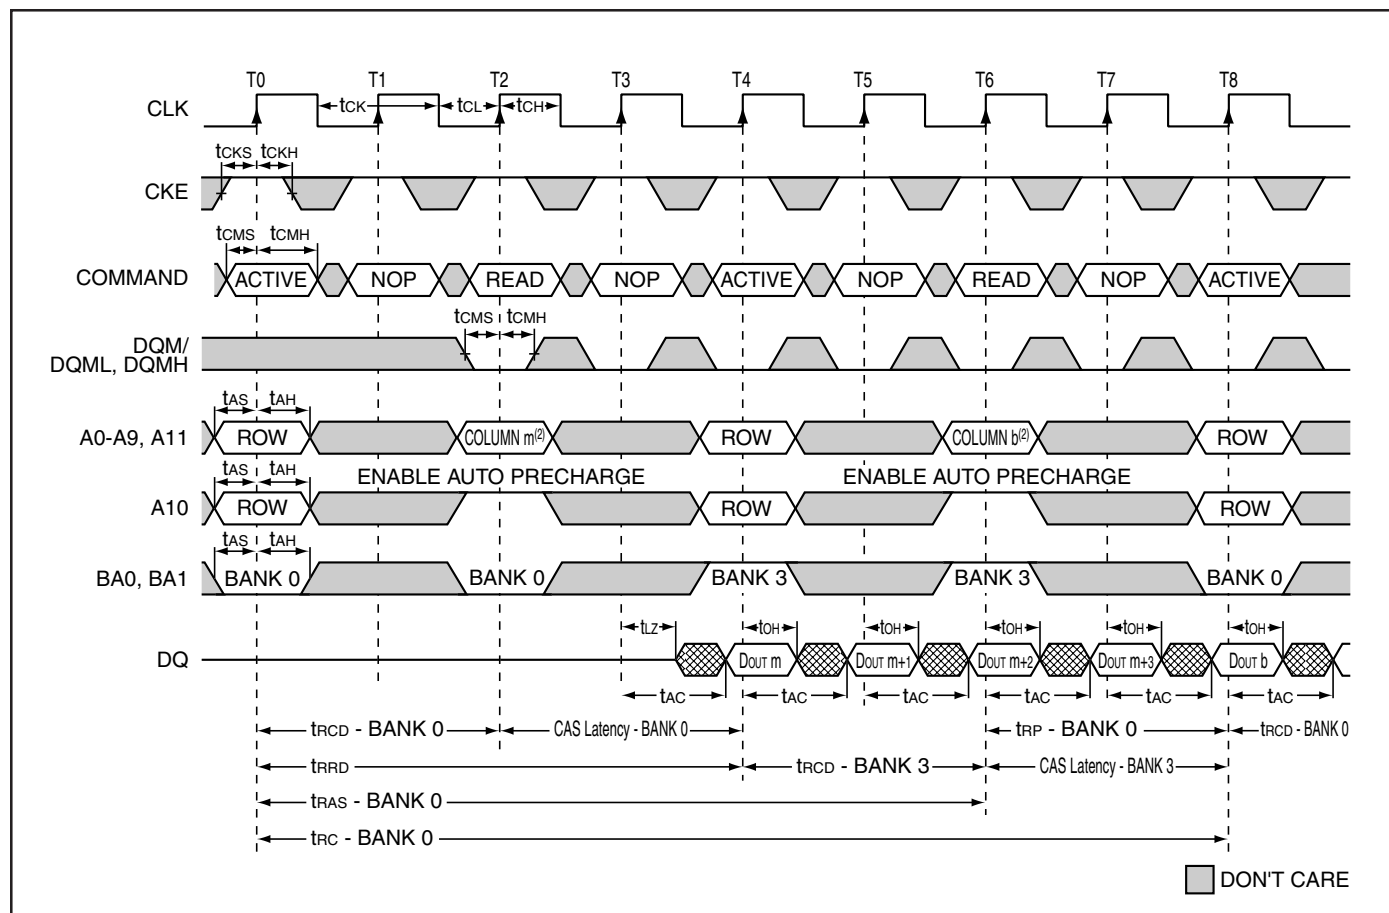 T0 T1 T2 T3 T4 T5 T6 T7 T8
CLK tCK tCL tCH
tCKS tCKH
CKE
tCMS tCMH
COMMAND ACTIVE NOP READ NOP ACTIVE NOP READ NOP ACTIVE
tCMS tCMH
DQM/
DQML, DQMH
tAS tAH
A0-A9, A11 ROW COLUMN m(2) ROW COLUMN b(2) ROW
tAS tAH ENABLE AUTO PRECHARGE ENABLE AUTO PRECHARGE
A10 ROW ROW ROW
tAS tAH
BA0, BA1 BANK 0 BANK 0 BANK 3 BANK 3 BANK 0
tLZ tOH tOH tOH tOH tOH
DQ DOUT m DOUT m+1 DOUT m+2 DOUT m+3 DOUT b
tAC tAC tAC tAC tAC tAC
tRCD - BANK 0 CAS Latency - BANK 0 tRP - BANK 0 tRCD - BANK 0
tRRD tRCD - BANK 3 CAS Latency - BANK 3
tRAS - BANK 0
tRC - BANK 0
DON'T CARE